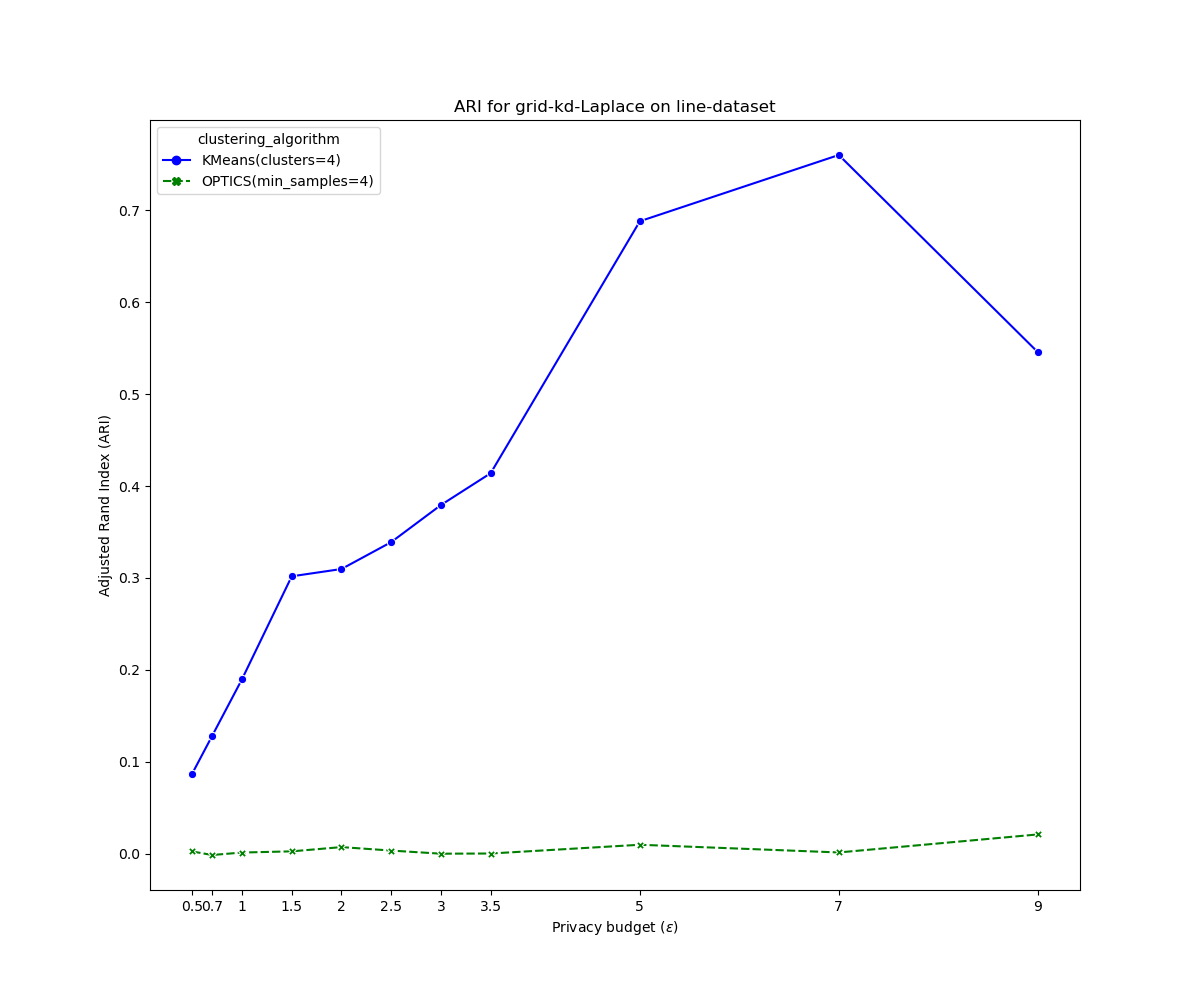 ARI for grid-kd-Laplace on line-dataset
clustering_algorithm
KMeans(clusters=4)
OPTICS(min_samples=4)
Adjusted Rand Index (ARI)
0.7
0.6
0.5
0.4
0.3
0.2
0.1
0.0
0.5 0.7 1 1.5 2 2.5 3 3.5 5 7 9
Privacy budget (ε)